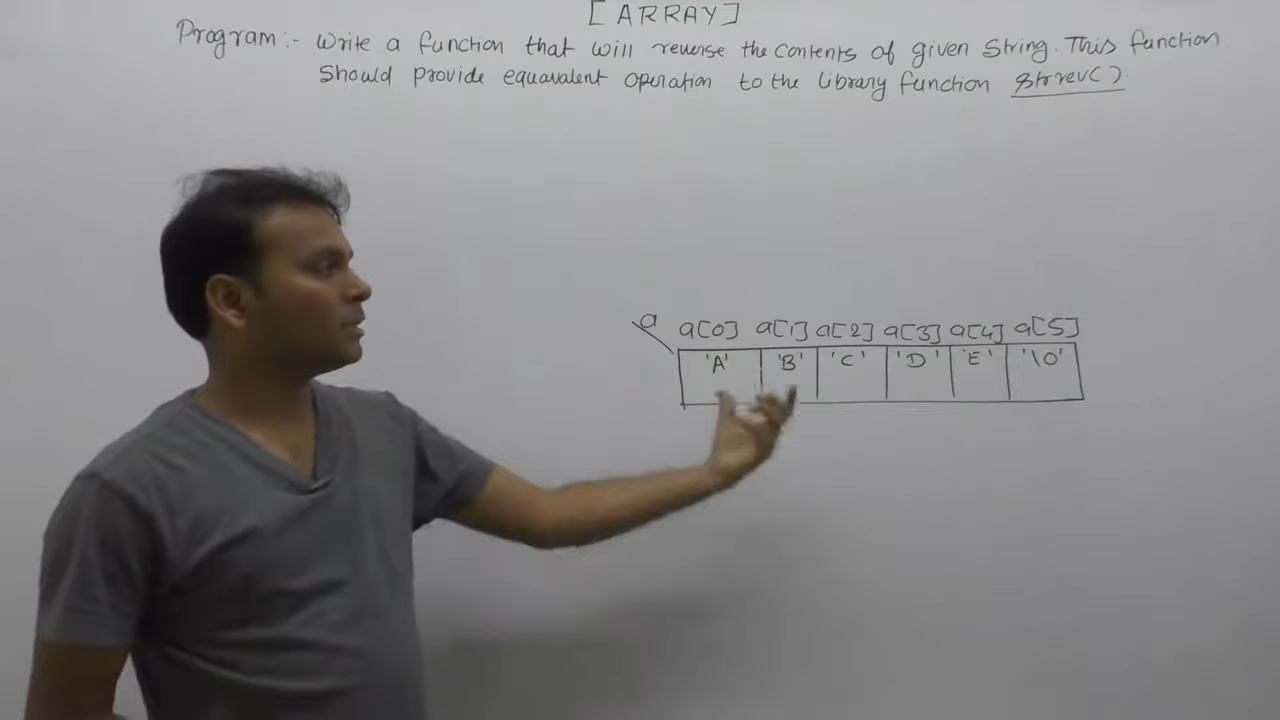 [ARRAY]
Program:- Write a function that will reverse the contents of given String. This function
Should provide equavalent operation to the library function strrev().
a a[0] a[1] a[2] a[3] a[4] a[5]
'A' 'B' 'C' 'D' 'E' '\0'